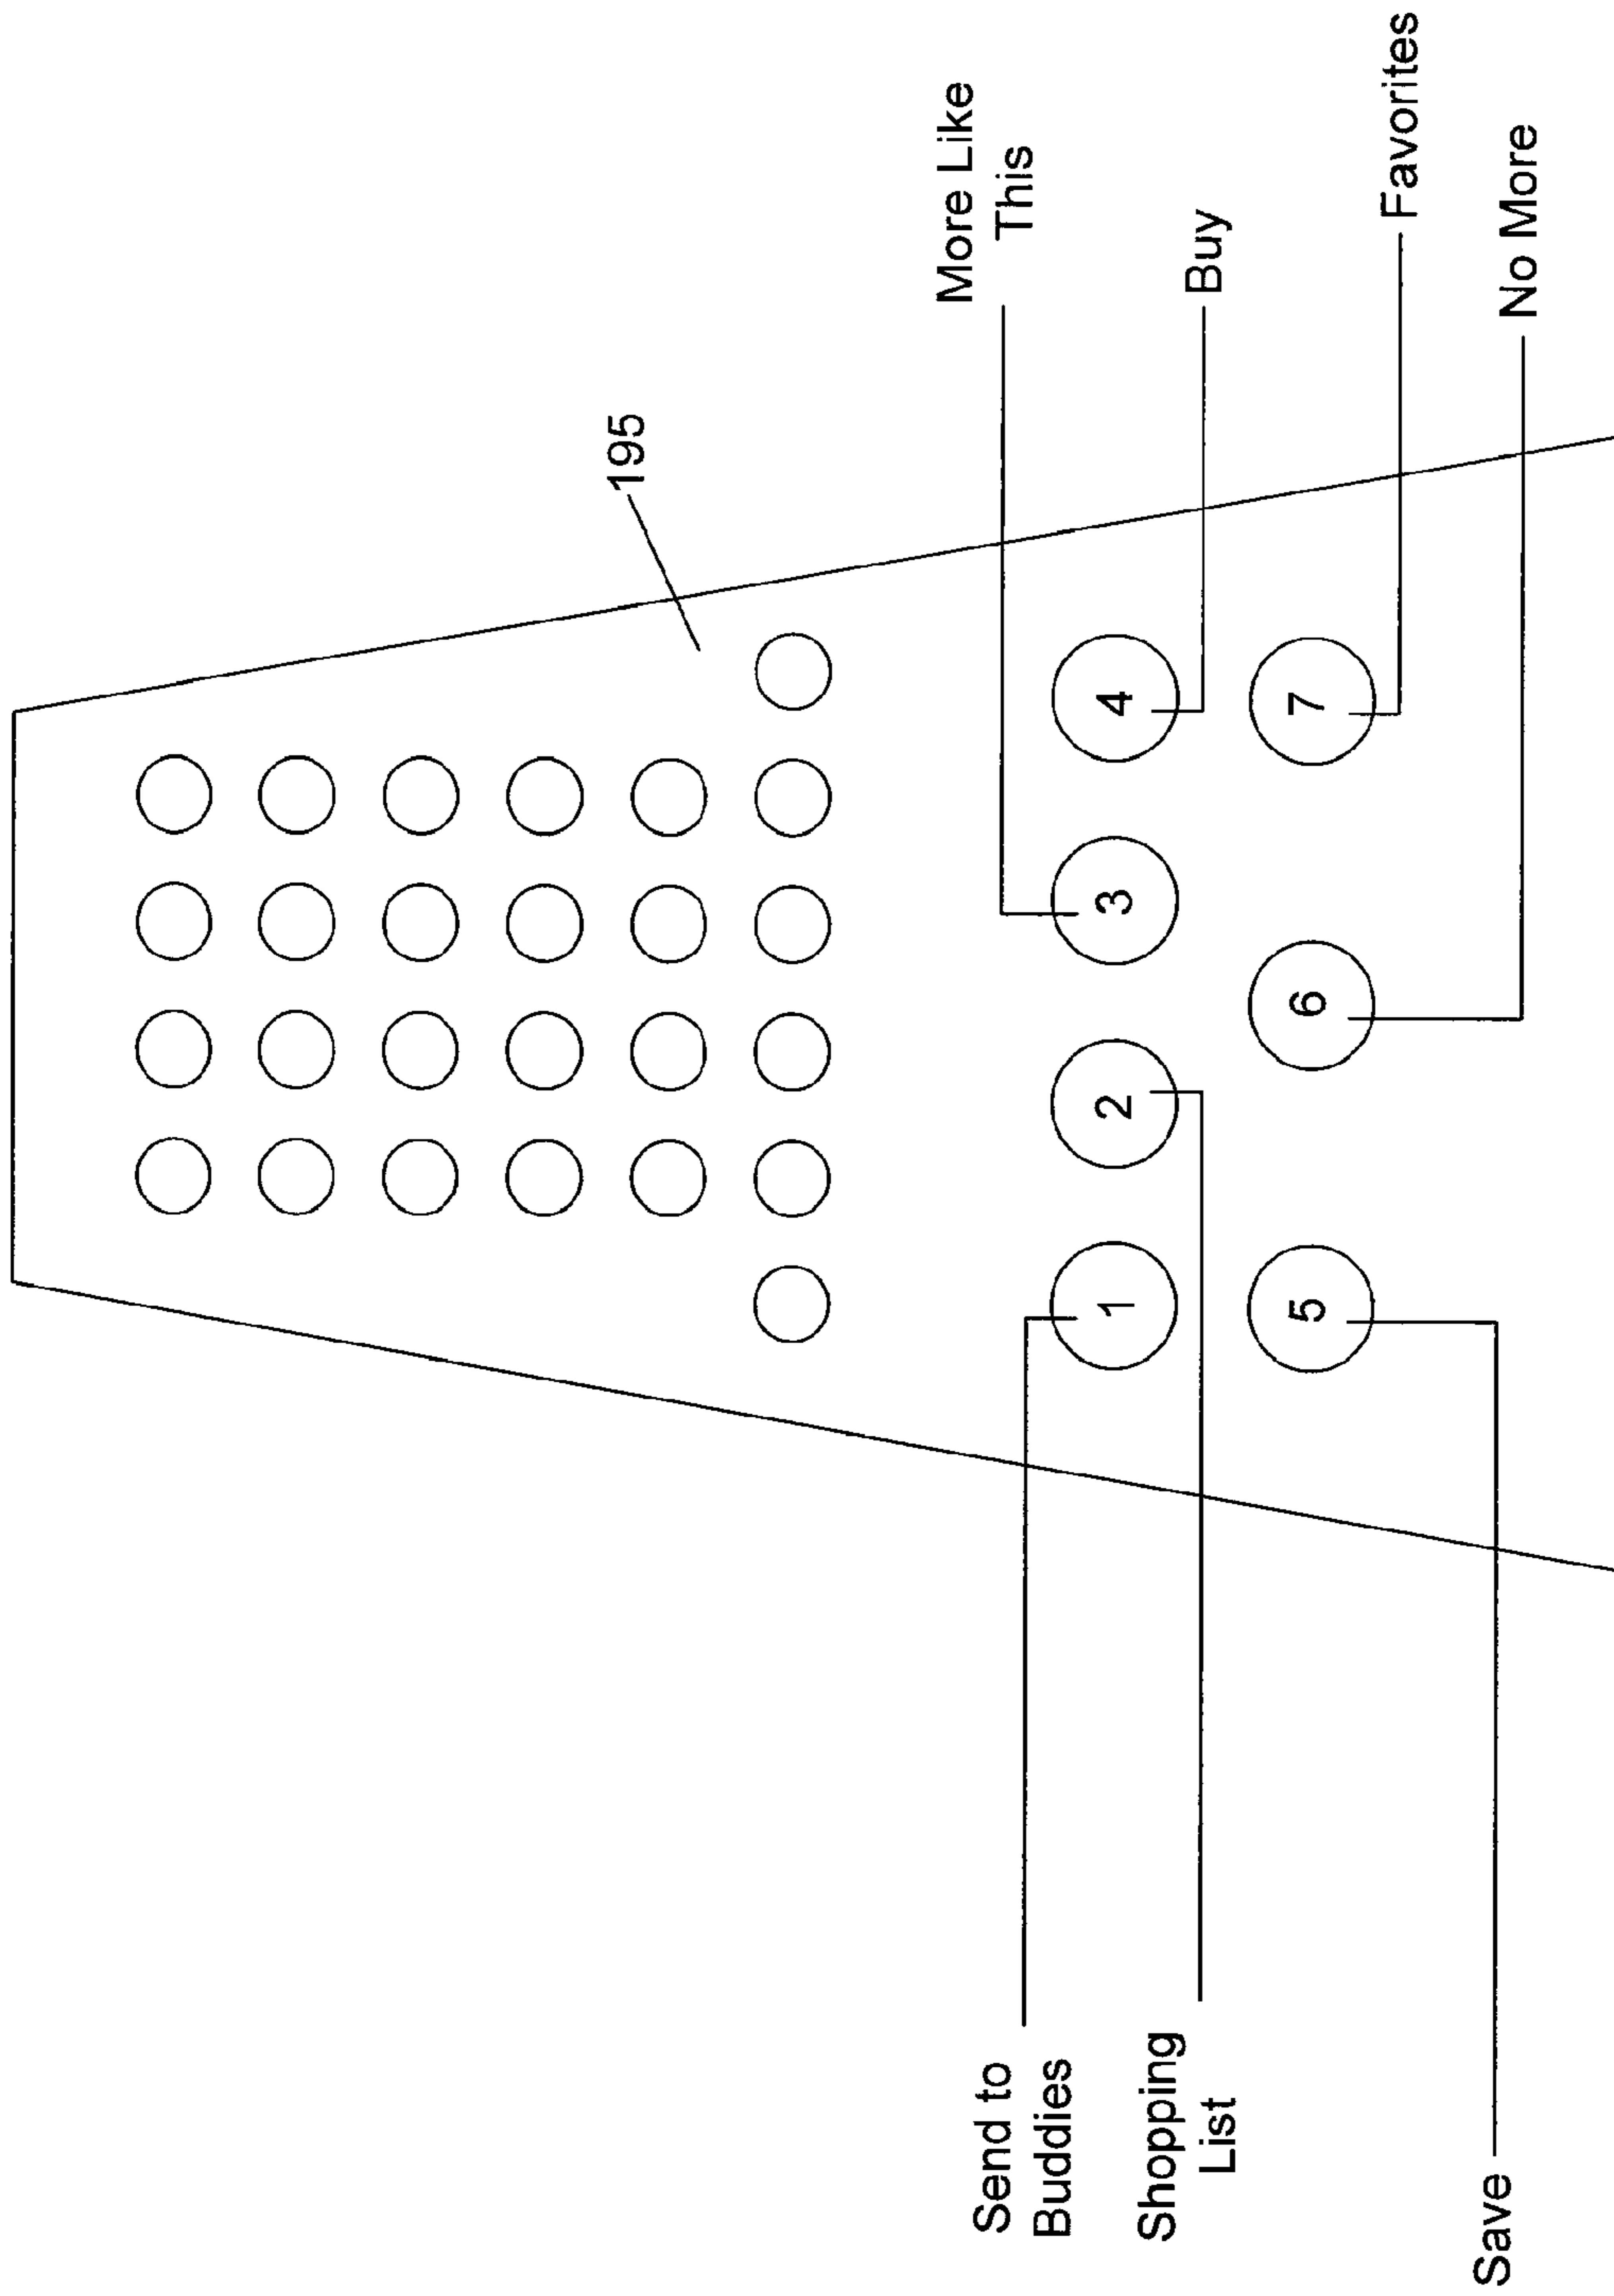 195
More Like
This
Send to
Buddies
1 2 3 4
Shopping
List
Buy
5 6 7
Favorites
Save
No More